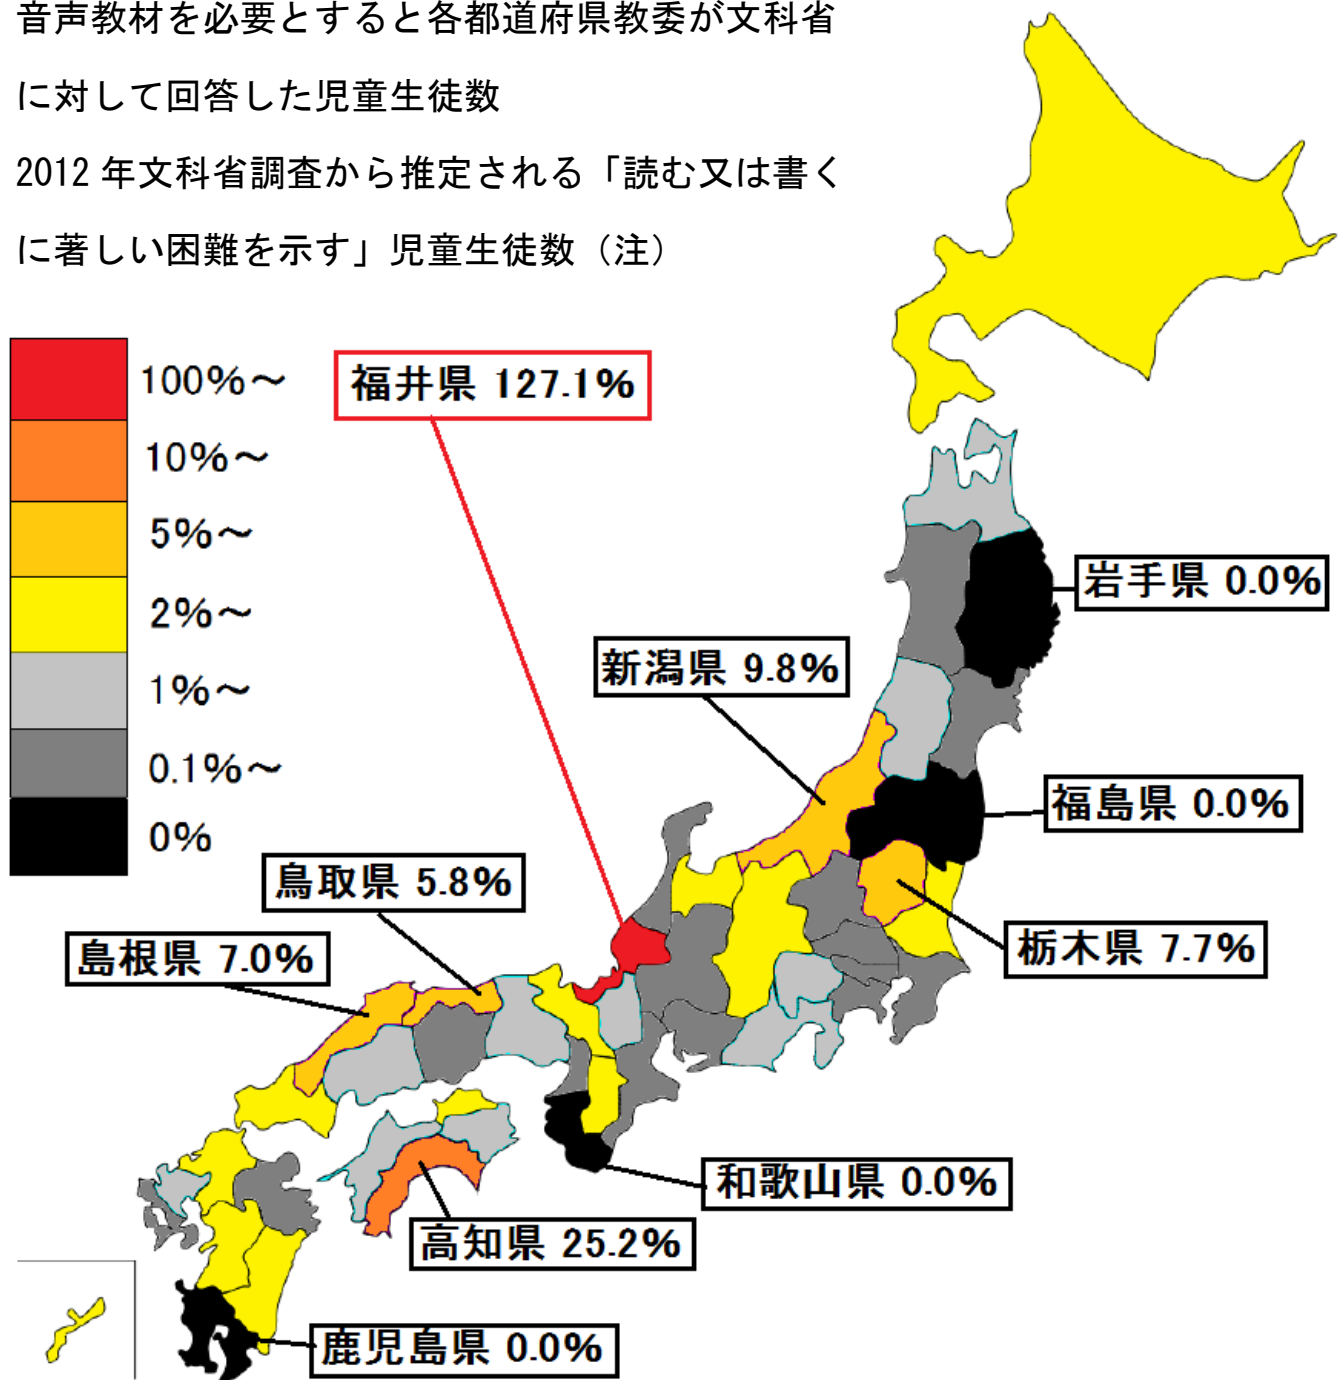 音声教材を必要とすると各都道府県教委が文科省
に対して回答した児童生徒数
2012年文科省調査から推定される「読む又は書く
に著しい困難を示す」児童生徒数（注）
100%～
10%～
5%～
2%～
1%～
0.1%～
0%
福井県 127.1%
岩手県 0.0%
新潟県 9.8%
福島県 0.0%
鳥取県 5.8%
栃木県 7.7%
島根県 7.0%
和歌山県 0.0%
高知県 25.2%
鹿児島県 0.0%